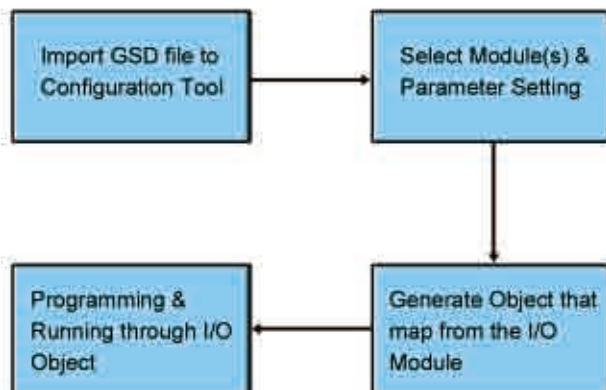 Import GSD file to
Configuration Tool
Select Module(s) &
Parameter Setting
Generate Object that
map from the I/O
Module
Programming &
Running through I/O
Object